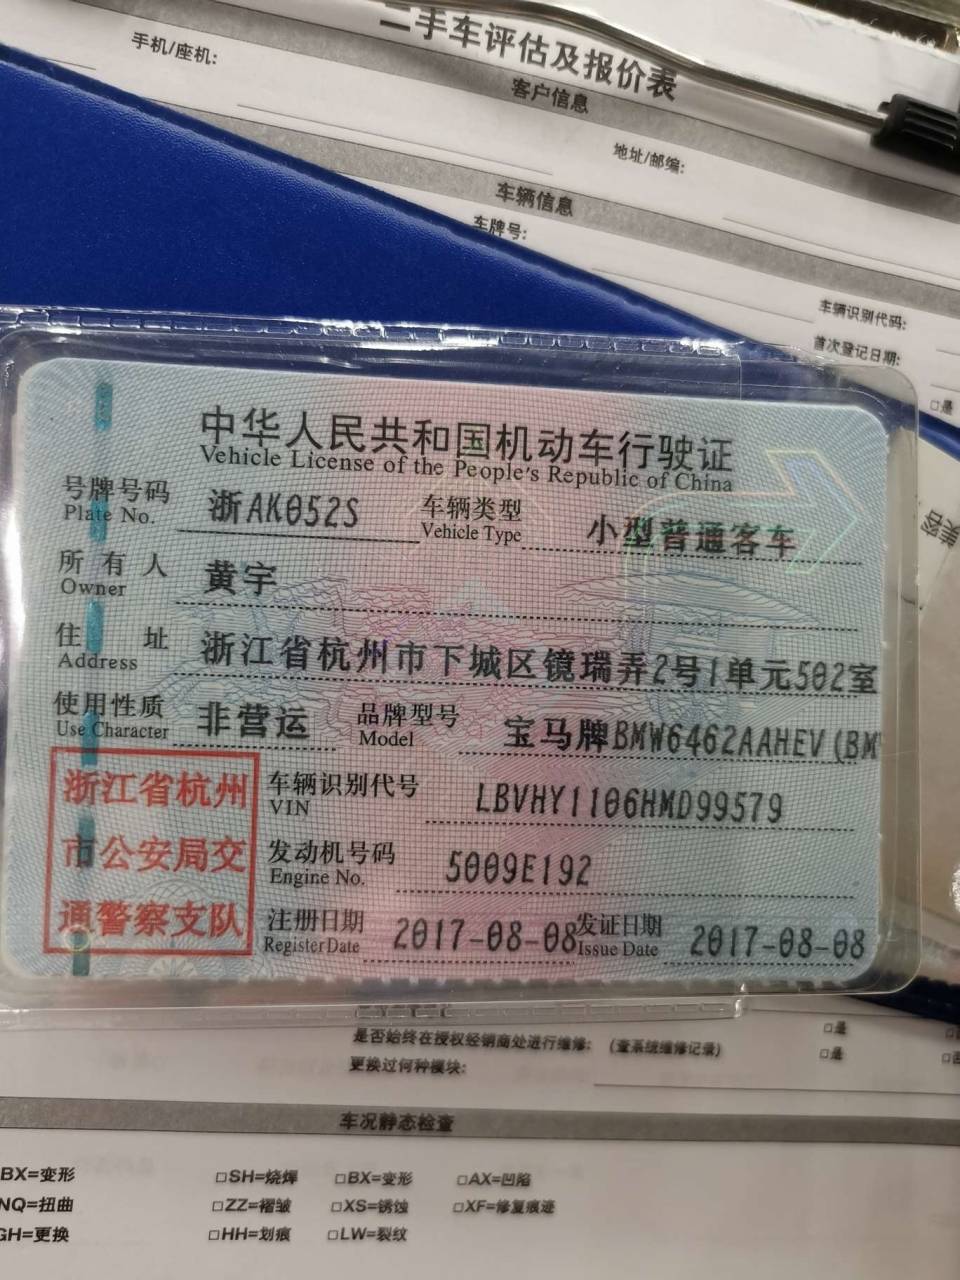 二手车评估及报价表
手机/座机:
客户信息
地址/邮编:
车辆信息
车牌号:
车辆识别代码:
首次登记日期:
□是
中华人民共和国机动车行驶证
Vehicle License of the People's Republic of China
号牌号码 浙AK052S 车辆类型 小型普通客车
Plate No. Vehicle Type
所有人 黄宇
Owner
住址 浙江省杭州市下城区镜瑞弄2号1单元502室
Address
使用性质 非营运 品牌型号 宝马牌BMW6462AAHEV(BM
Use Character Model
浙江省杭州 车辆识别代号 LBVHY1106HMD99579
VIN
市公安局交 发动机号码 5009E192
Engine No.
通警察支队 注册日期 2017-08-08 发证日期 2017-08-08
Register Date Issue Date
是否始终在授权经销商处进行维修: (查系统维修记录) □是
更换过何种模块: □是
车况静态检查
BX=变形 □SH=烧焊 □BX=变形 □AX=凹陷
NQ=扭曲 □ZZ=褶皱 □XS=锈蚀 □XF=修复痕迹
GH=更换 □HH=划痕 □LW=裂纹